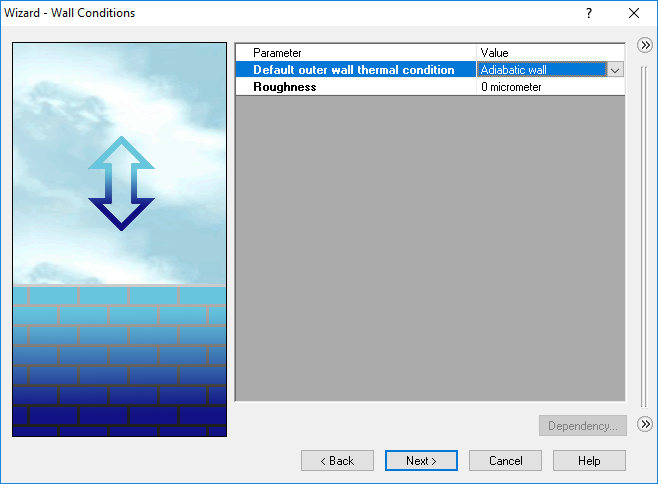 Wizard - Wall Conditions ?
Parameter Value
Default outer wall thermal condition Adiabatic wall
Roughness 0 micrometer
Dependency...
< Back Next > Cancel Help